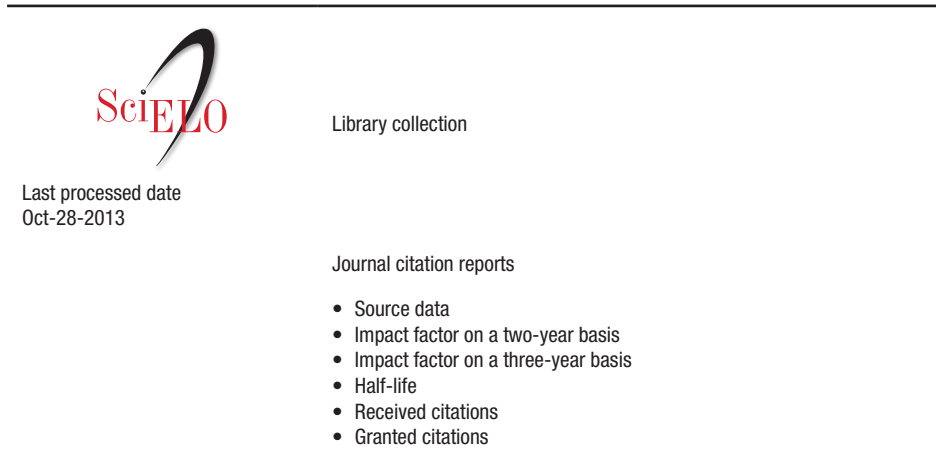 SciELO
Library collection
Last processed date
Oct-28-2013
Journal citation reports
• Source data
• Impact factor on a two-year basis
• Impact factor on a three-year basis
• Half-life
• Received citations
• Granted citations